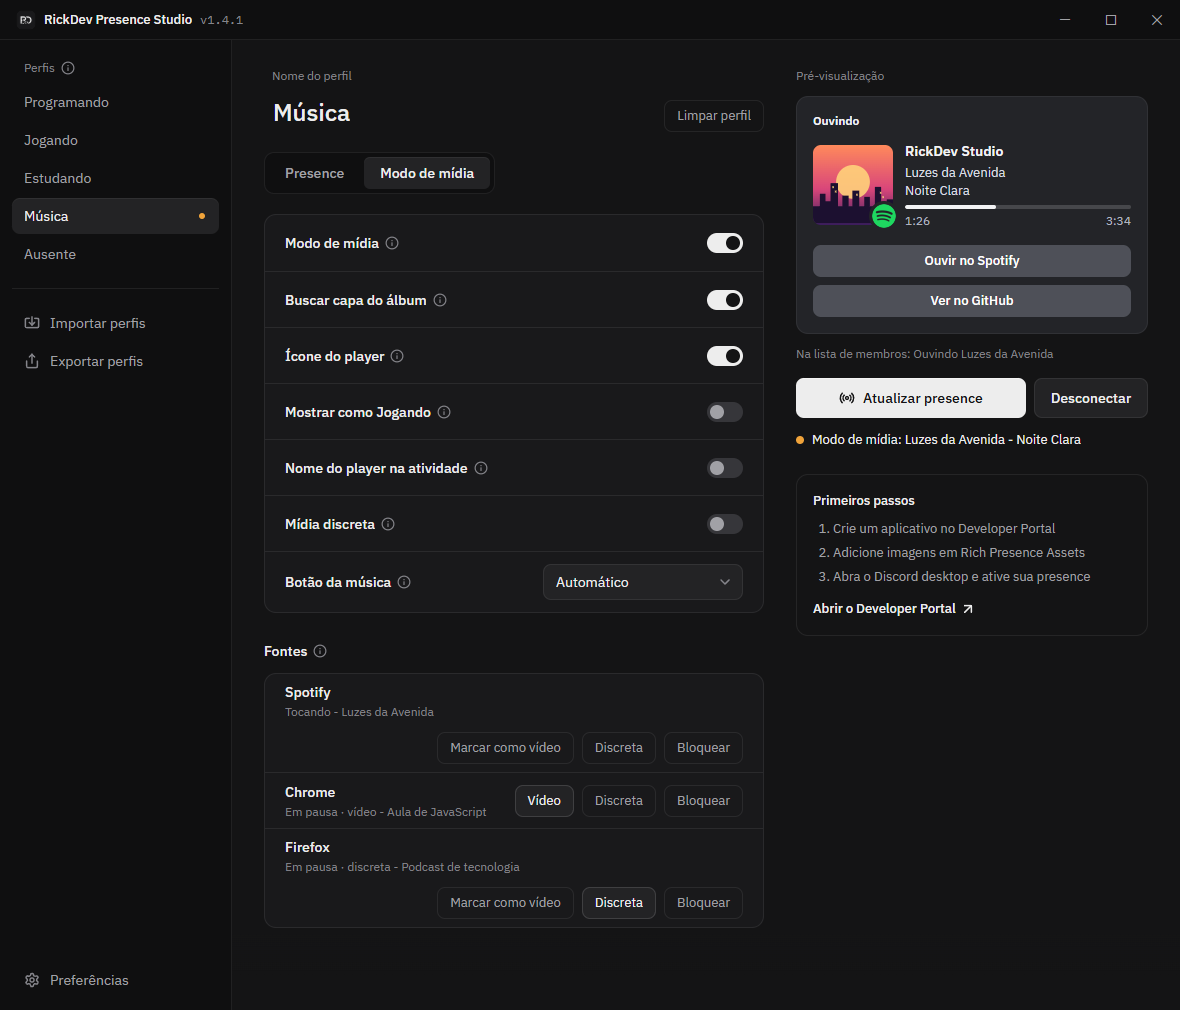 RD RickDev Presence Studio v1.4.1
Perfis
Programando
Jogando
Estudando
Música
Ausente
Importar perfis
Exportar perfis
Preferências
Nome do perfil
Música
Limpar perfil
Presence
Modo de mídia
Modo de mídia
Buscar capa do álbum
Ícone do player
Mostrar como Jogando
Nome do player na atividade
Mídia discreta
Botão da música
Automático
Fontes
Spotify
Tocando - Luzes da Avenida
Marcar como vídeo
Discreta
Bloquear
Chrome
Em pausa · vídeo - Aula de JavaScript
Vídeo
Discreta
Bloquear
Firefox
Em pausa · discreta - Podcast de tecnologia
Marcar como vídeo
Discreta
Bloquear
Pré-visualização
Ouvindo
RickDev Studio
Luzes da Avenida
Noite Clara
1:26
3:34
Ouvir no Spotify
Ver no GitHub
Na lista de membros: Ouvindo Luzes da Avenida
Atualizar presence
Desconectar
Modo de mídia: Luzes da Avenida - Noite Clara
Primeiros passos
1. Crie um aplicativo no Developer Portal
2. Adicione imagens em Rich Presence Assets
3. Abra o Discord desktop e ative sua presence
Abrir o Developer Portal